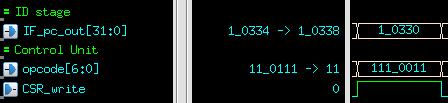 = ID stage
IF_pc_out[31:0] 1_0334 -> 1_0338 1_0330
= Control Unit
opcode[6:0] 11_0111 -> 11 111_0011
CSR_write 0